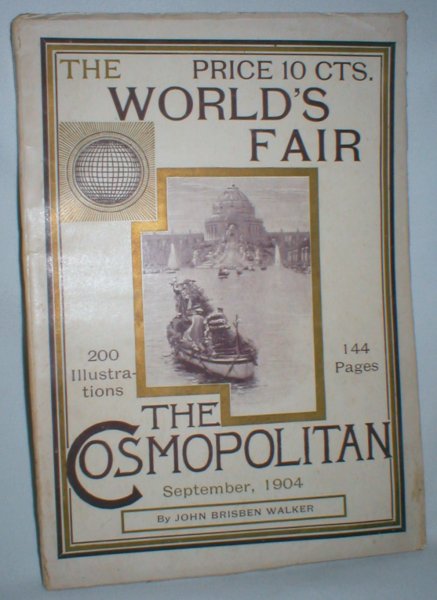 PRICE 10 CTS.
THE
WORLD'S
FAIR
200
Illustra-
tions
144
Pages
THE
COSMOPOLITAN
September, 1904
By JOHN BRISBEN WALKER